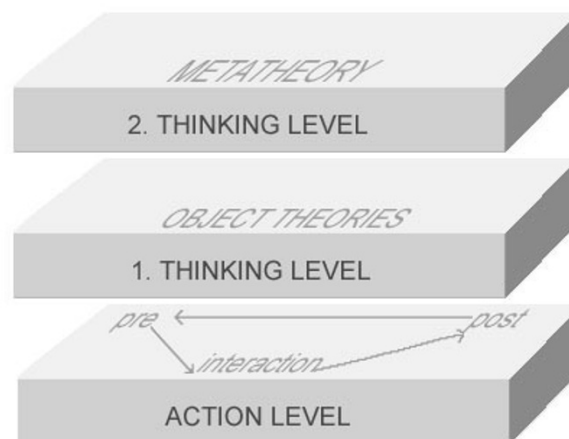 METATHEORY
2. THINKING LEVEL
OBJECT THEORIES
1. THINKING LEVEL
pre post
interaction
ACTION LEVEL